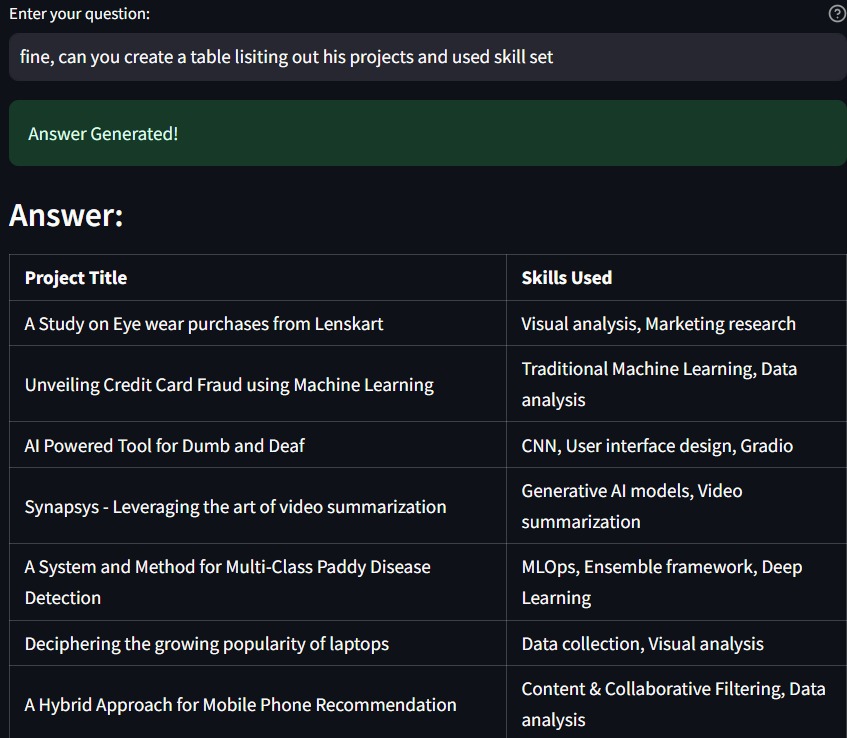 Enter your question:
fine, can you create a table lisiting out his projects and used skill set
Answer Generated!
Answer:
Project Title
Skills Used
A Study on Eye wear purchases from Lenskart
Visual analysis, Marketing research
Unveiling Credit Card Fraud using Machine Learning
Traditional Machine Learning, Data
analysis
AI Powered Tool for Dumb and Deaf
CNN, User interface design, Gradio
Synapsys - Leveraging the art of video summarization
Generative AI models, Video
summarization
A System and Method for Multi-Class Paddy Disease
Detection
MLOps, Ensemble framework, Deep
Learning
Deciphering the growing popularity of laptops
Data collection, Visual analysis
A Hybrid Approach for Mobile Phone Recommendation
Content & Collaborative Filtering, Data
analysis